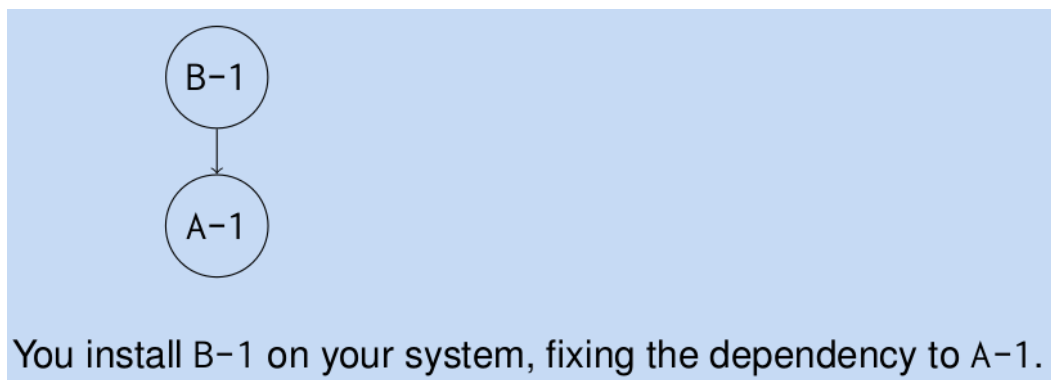 B-1
A-1
You install B-1 on your system, fixing the dependency to A-1.